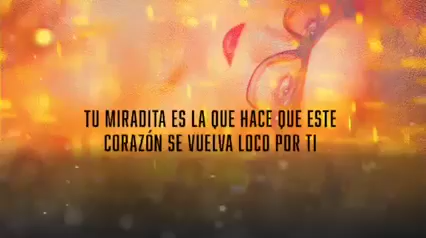 TU MIRADITA ES LA QUE HACE QUE ESTE
CORAZÓN SE VUELVA LOCO POR TI